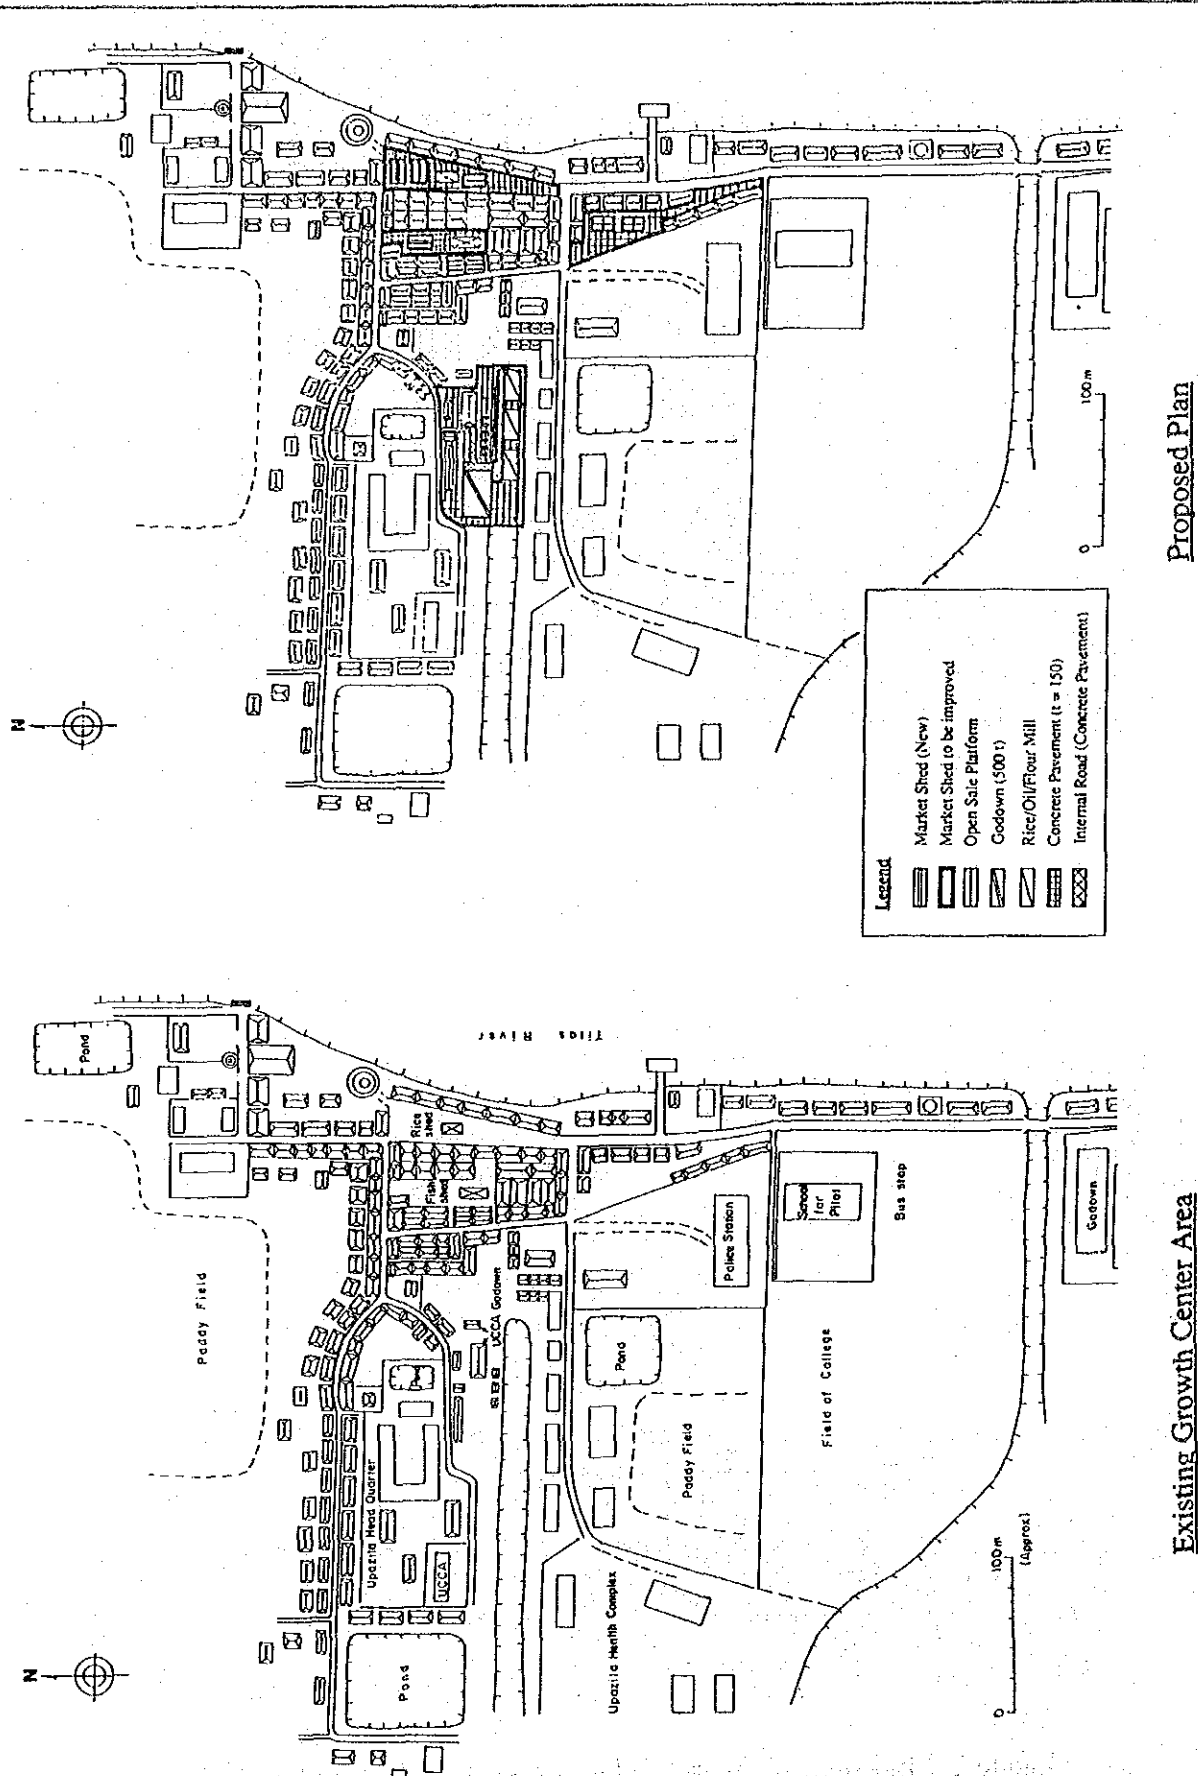 Existing Growth Center Area
N
Pond
Paddy Field
Titas River
Rice
shed
Fish
shed
Upazila Head Quarter
UCCA
Pond
UCCA Godown
Upazila Health Complex
Pond
Paddy Field
Police Station
Field of College
School
for
Pilot
Bus stop
Godown
0
100m
(Approx)
Proposed Plan
N
Legend
Market Shed (New)
Market Shed to be improved
Open Sale Platform
Godown (500 t)
Rice/Oil/Flour Mill
Concrete Pavement (t = 150)
Internal Road (Concrete Pavement)
0
100m